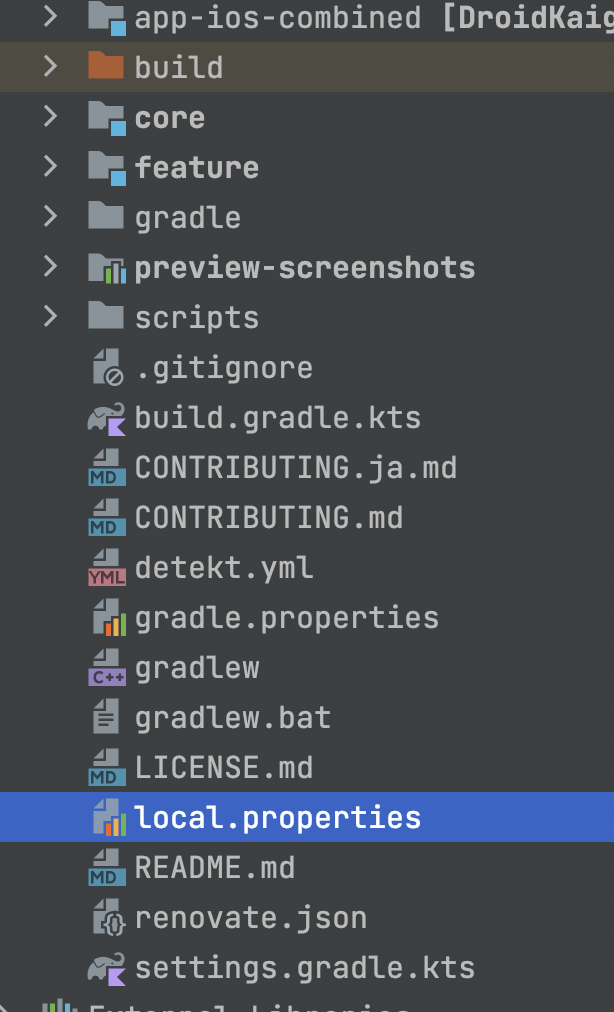 app-ios-combined [DroidKaig
build
core
feature
gradle
preview-screenshots
scripts
.gitignore
build.gradle.kts
MD CONTRIBUTING.ja.md
MD CONTRIBUTING.md
YML detekt.yml
gradle.properties
C++ gradlew
gradlew.bat
MD LICENSE.md
local.properties
MD README.md
renovate.json
settings.gradle.kts
External Libraries